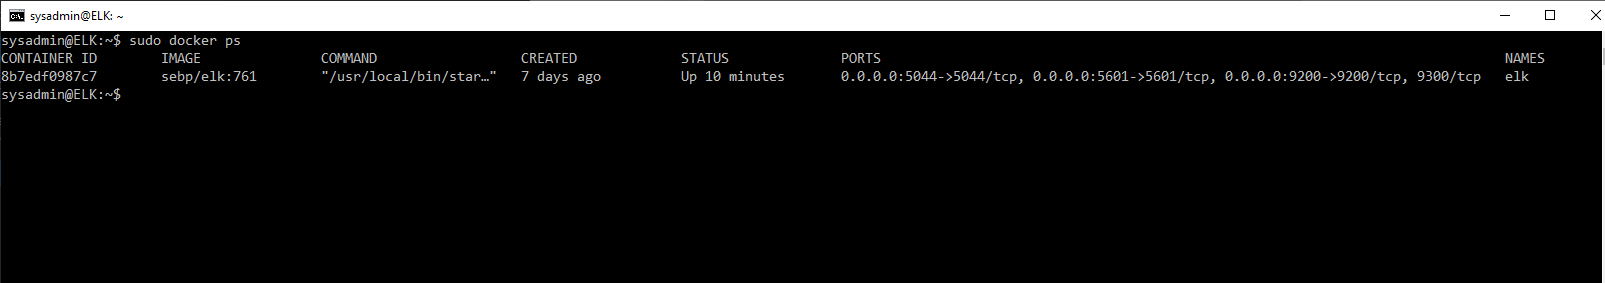 sysadmin@ELK: ~
sysadmin@ELK:~$ sudo docker ps
CONTAINER ID IMAGE COMMAND CREATED STATUS PORTS NAMES
8b7edf0987c7 sebp/elk:761 "/usr/local/bin/star…" 7 days ago Up 10 minutes 0.0.0.0:5044->5044/tcp, 0.0.0.0:5601->5601/tcp, 0.0.0.0:9200->9200/tcp, 9300/tcp elk
sysadmin@ELK:~$